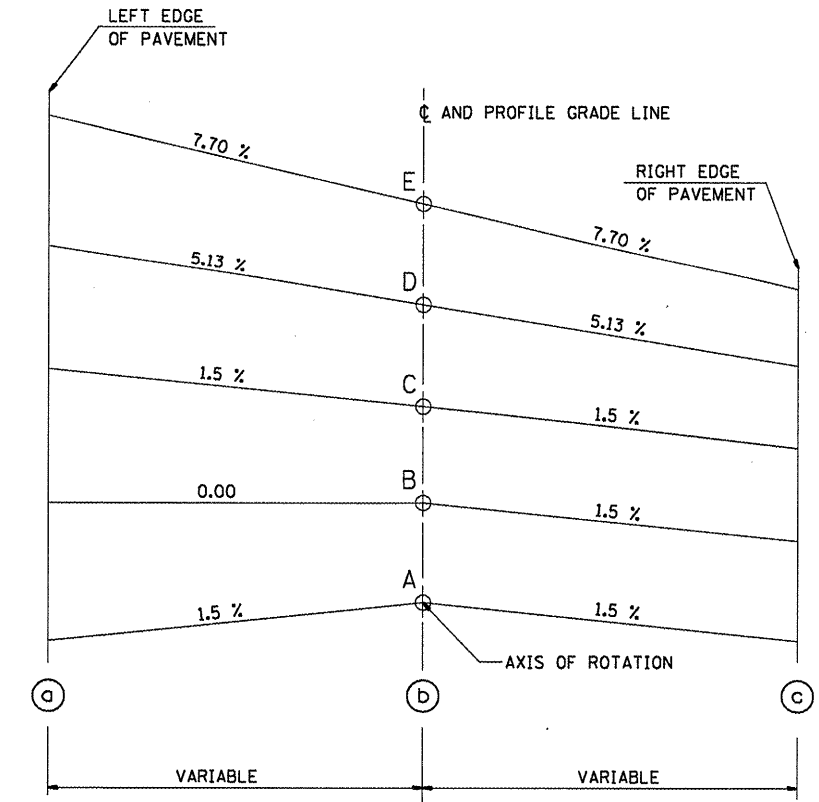 LEFT EDGE
OF PAVEMENT
℄ AND PROFILE GRADE LINE
7.70 %
E
RIGHT EDGE
OF PAVEMENT
7.70 %
5.13 %
D
5.13 %
1.5 %
C
1.5 %
0.00
B
1.5 %
A
1.5 %
1.5 %
AXIS OF ROTATION
a
b
c
VARIABLE
VARIABLE